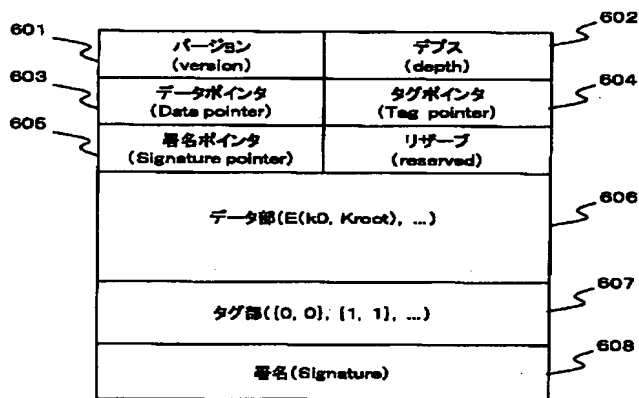 601
バージョン
(version)
デプス
(depth)
602
603
データポインタ
(Data pointer)
タグポインタ
(Tag pointer)
604
605
署名ポインタ
(Signature pointer)
リザーブ
(reserved)
データ部(E(k0, Kroot), ...)
606
タグ部({0, 0}, {1, 1}, ...)
607
署名(Signature)
608